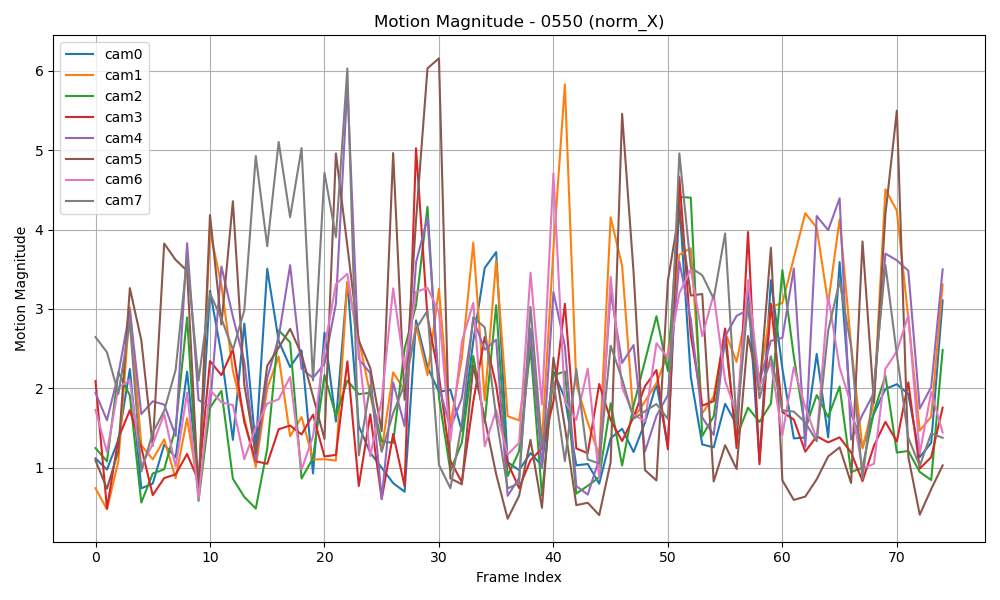 Motion Magnitude - 0550 (norm_X)
cam0
cam1
cam2
cam3
cam4
cam5
cam6
cam7
Motion Magnitude
6
5
4
3
2
1
0
10
20
30
40
50
60
70
Frame Index